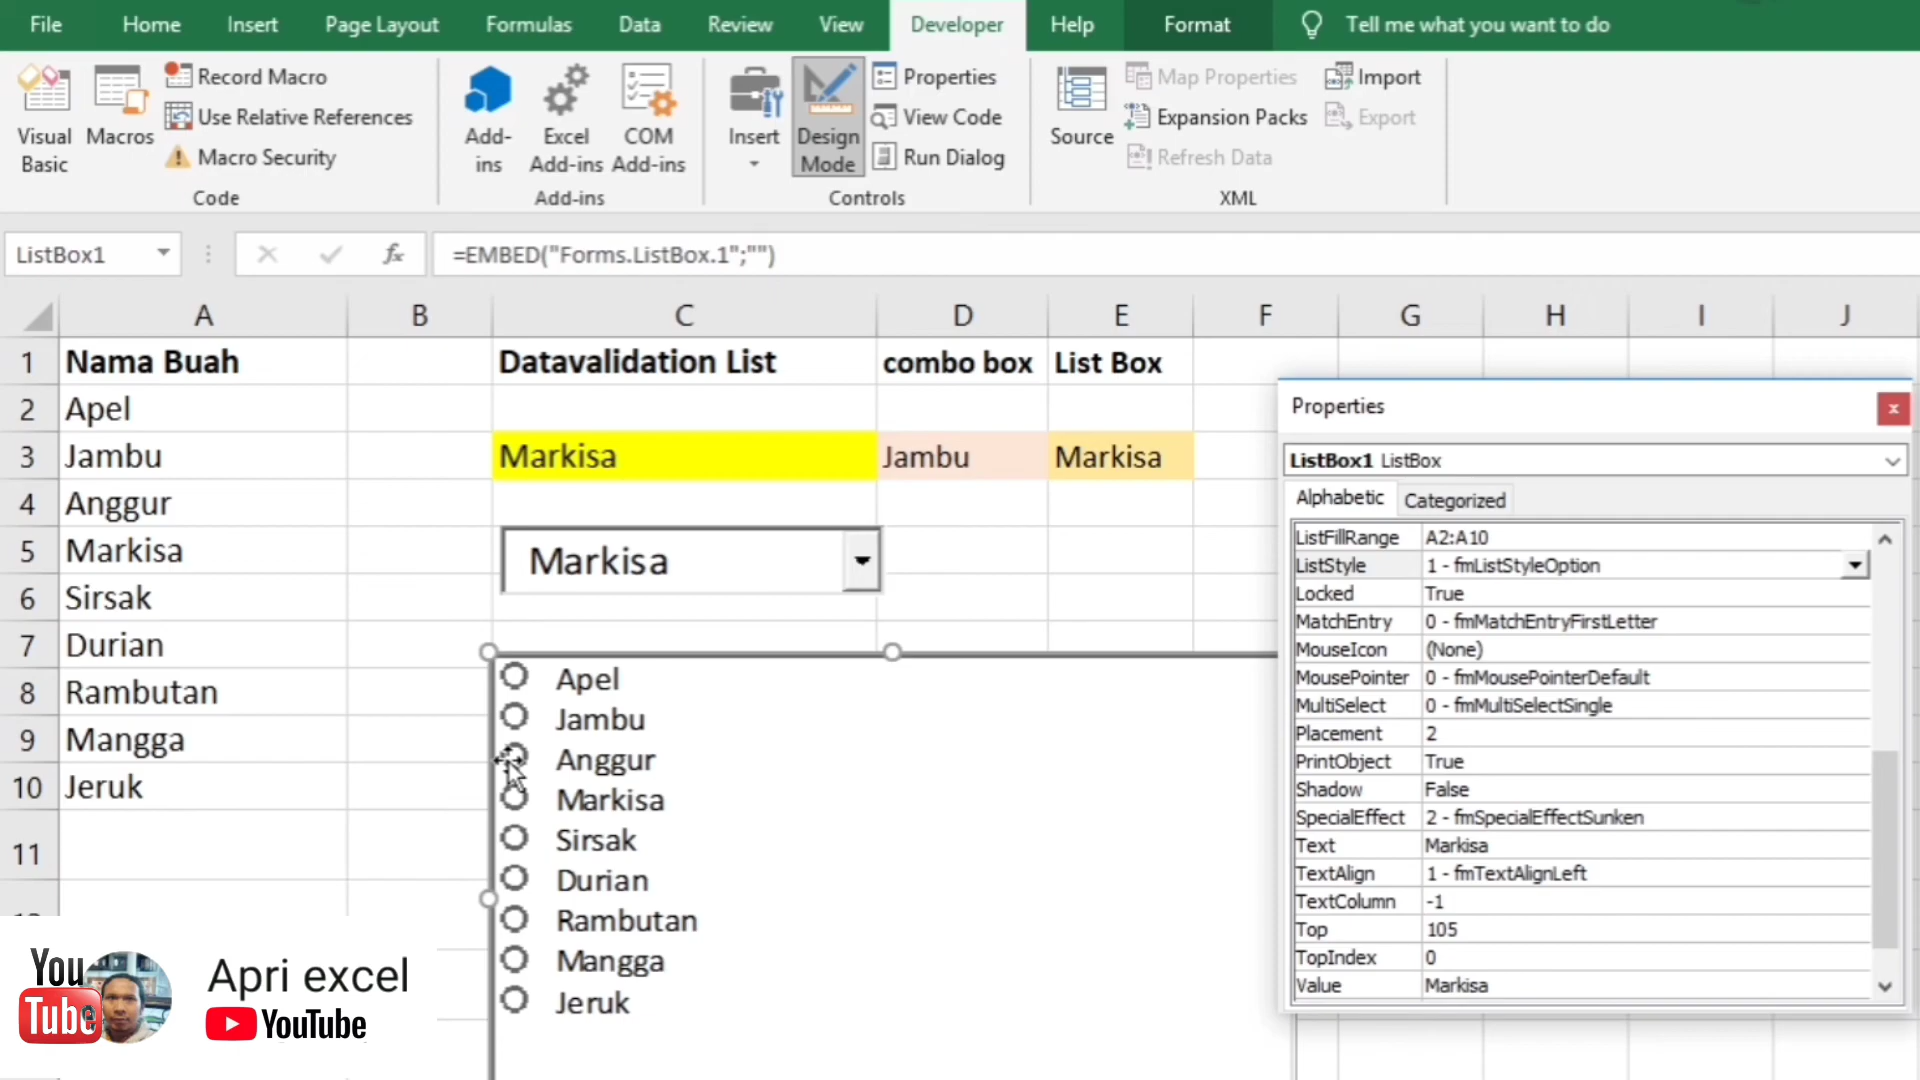 File Home Insert Page Layout Formulas Data Review View Developer Help Format Tell me what you want to do
Visual Basic
Macros
Record Macro
Use Relative References
Macro Security
Code
Add-ins
Excel Add-ins
COM Add-ins
Add-ins
Insert
Design Mode
Properties
View Code
Run Dialog
Controls
Source
Map Properties
Expansion Packs
Refresh Data
Import
Export
XML
ListBox1 fx =EMBED("Forms.ListBox.1";"")
A B C D E F G H I J
1 Nama Buah Datavalidation List combo box List Box
2 Apel
3 Jambu Markisa Jambu Markisa
4 Anggur
5 Markisa
6 Sirsak
7 Durian
8 Rambutan
9 Mangga
10 Jeruk
11
Markisa
Apel
Jambu
Anggur
Markisa
Sirsak
Durian
Rambutan
Mangga
Jeruk
Properties x
ListBox1 ListBox
Alphabetic Categorized
ListFillRange A2:A10
ListStyle 1 - fmListStyleOption
Locked True
MatchEntry 0 - fmMatchEntryFirstLetter
MouseIcon (None)
MousePointer 0 - fmMousePointerDefault
MultiSelect 0 - fmMultiSelectSingle
Placement 2
PrintObject True
Shadow False
SpecialEffect 2 - fmSpecialEffectSunken
Text Markisa
TextAlign 1 - fmTextAlignLeft
TextColumn -1
Top 105
TopIndex 0
Value Markisa
You
Tube
Apri excel
YouTube